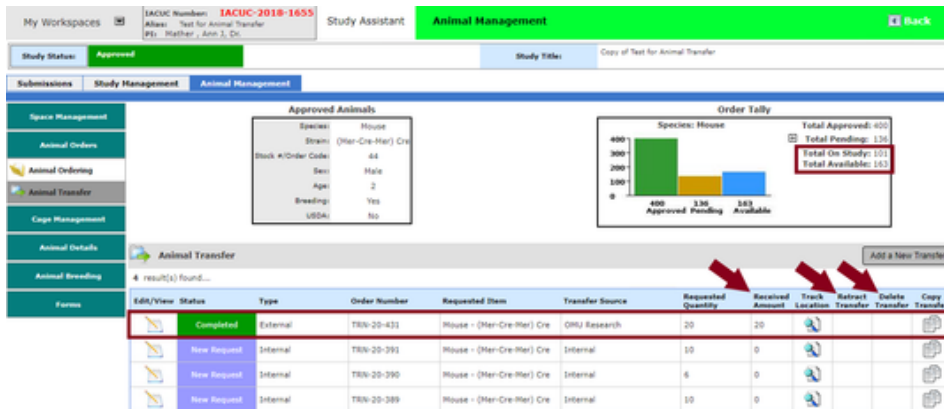 My Workspaces
IACUC Number: IACUC-2018-1655
Alias: Test for Animal Transfer
PI: Mather , Ann J, Dr.
Study Assistant
Animal Management
Back
Study Status: Approved
Study Title: Copy of Test for Animal Transfer
Submissions Study Management Animal Management
Space Management
Animal Orders
Animal Ordering
Animal Transfer
Cage Management
Animal Details
Animal Breeding
Forms
Approved Animals
Species: Mouse
Strain: (Mer-Cre-Mer) Cre
Stock #/Order Code: 44
Sex: Male
Age: 2
Breeding: Yes
USDA: No
Order Tally
Species: Mouse
400
300
200
100
0
400 136 163
Approved Pending Available
Total Approved: 400
Total Pending: 136
Total On Study: 101
Total Available: 163
Animal Transfer
Add a New Transfer
4 result(s) found...
Edit/View Status Type Order Number Requested Item Transfer Source Requested Quantity Received Amount Track Location Retract Transfer Delete Transfer Copy Transfer
Completed External TRN-20-431 Mouse - (Mer-Cre-Mer) Cre OMU Research 20 20
New Request Internal TRN-20-391 Mouse - (Mer-Cre-Mer) Cre Internal 10 0
New Request Internal TRN-20-390 Mouse - (Mer-Cre-Mer) Cre Internal 6 0
New Request Internal TRN-20-389 Mouse - (Mer-Cre-Mer) Cre Internal 10 0